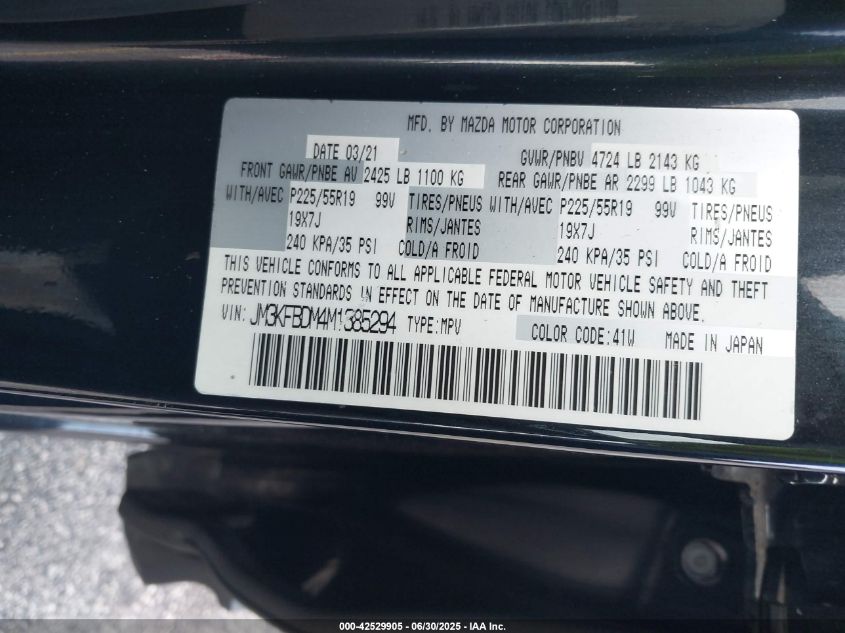 MFD. BY MAZDA MOTOR CORPORATION
DATE 03/21 GVWR/PNBV 4724 LB 2143 KG
FRONT GAWR/PNBE AV 2425 LB 1100 KG REAR GAWR/PNBE AR 2299 LB 1043 KG
WITH/AVEC P225/55R19 99V TIRES/PNEUS WITH/AVEC P225/55R19 99V TIRES/PNEUS
19X7J RIMS/JANTES 19X7J RIMS/JANTES
240 KPA/35 PSI COLD/A FROID 240 KPA/35 PSI COLD/A FROID
THIS VEHICLE CONFORMS TO ALL APPLICABLE FEDERAL MOTOR VEHICLE SAFETY AND THEFT
PREVENTION STANDARDS IN EFFECT ON THE DATE OF MANUFACTURE SHOWN ABOVE.
VIN: JM3KFBDM4M1385294 TYPE:MPV COLOR CODE:41W MADE IN JAPAN
000-42529905 - 06/30/2025 - IAA Inc.